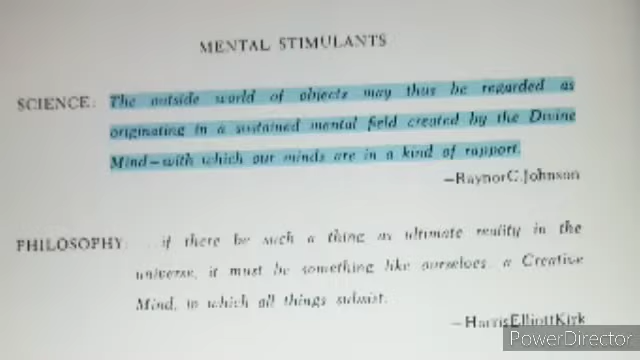 MENTAL STIMULANTS
SCIENCE: The outside world of objects may thus be regarded as
originating in a sustained mental field created by the Divine
Mind—with which our minds are in a kind of rapport.
—Raynor C. Johnson
PHILOSOPHY: ...if there be such a thing as ultimate reality in the
universe, it must be something like ourselves, a Creative
Mind, in which all things subsist.
—Harris Elliott Kirk
PowerDirector